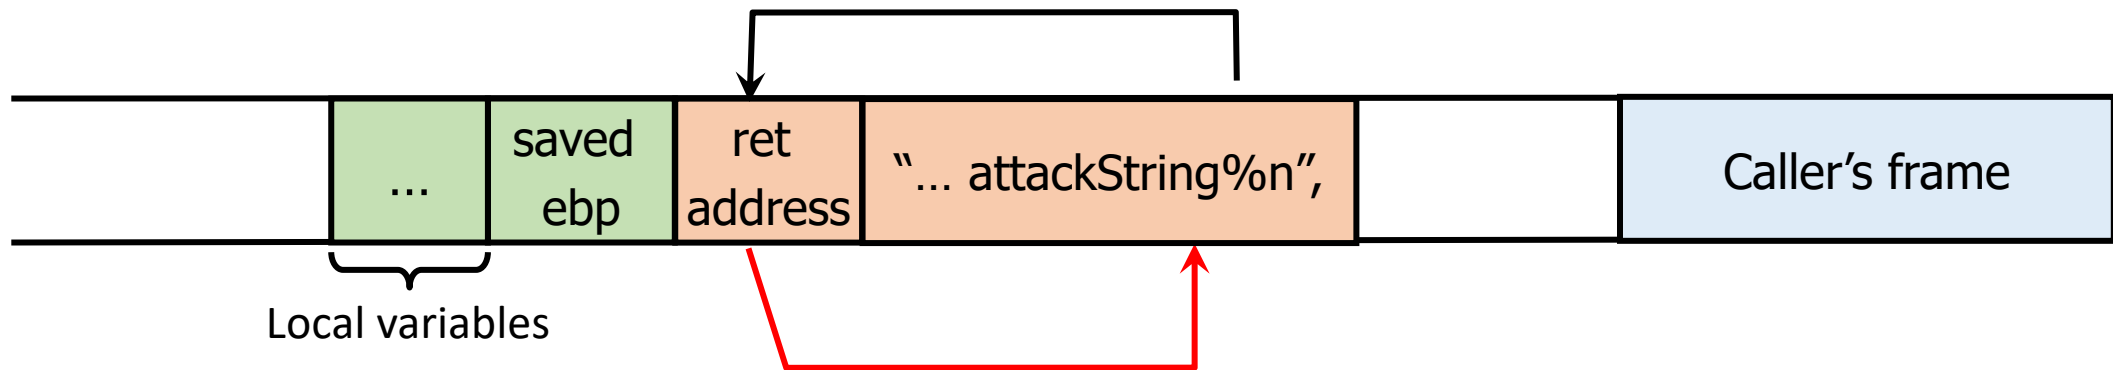 …
saved
ebp
ret
address
“… attackString%n”,
Caller’s frame
Local variables